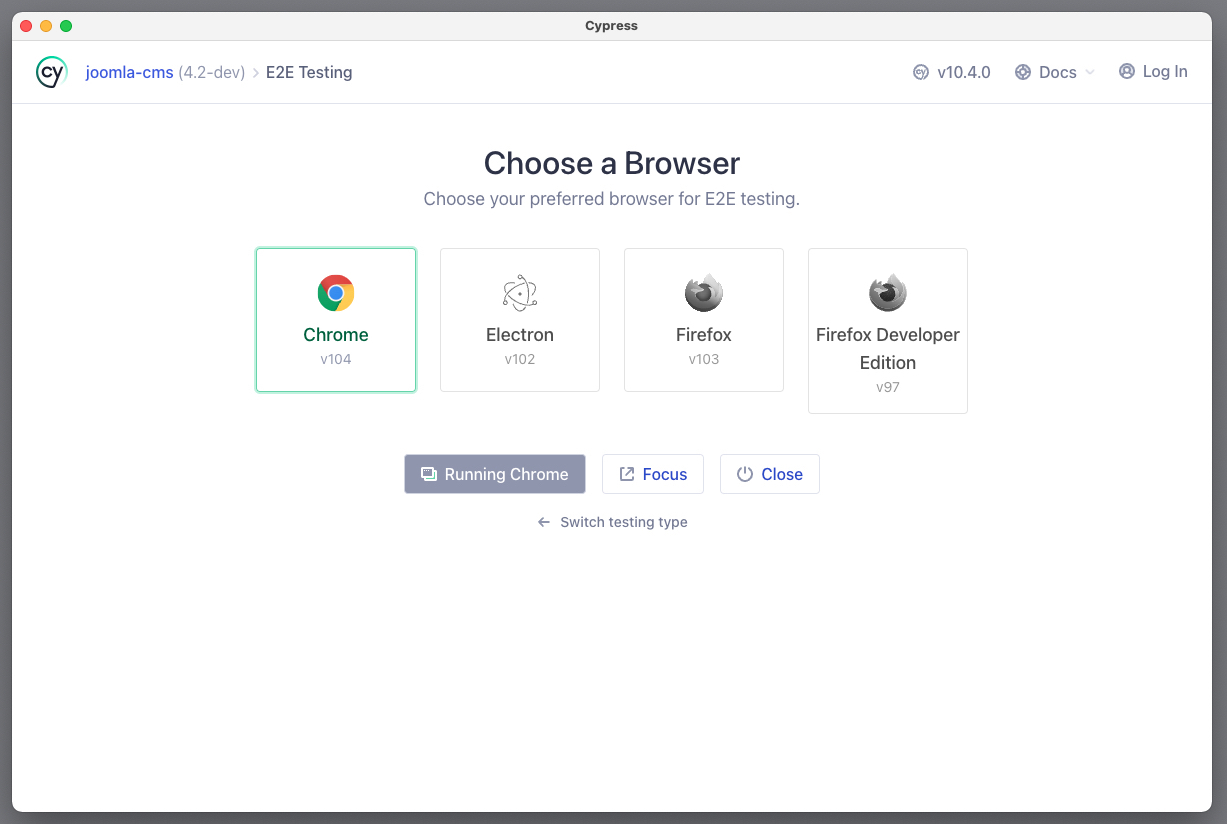 Cypress
cy joomla-cms (4.2-dev) > E2E Testing
cy v10.4.0 Docs Log In
Choose a Browser
Choose your preferred browser for E2E testing.
Chrome
v104
Electron
v102
Firefox
v103
Firefox Developer
Edition
v97
Running Chrome
Focus
Close
← Switch testing type